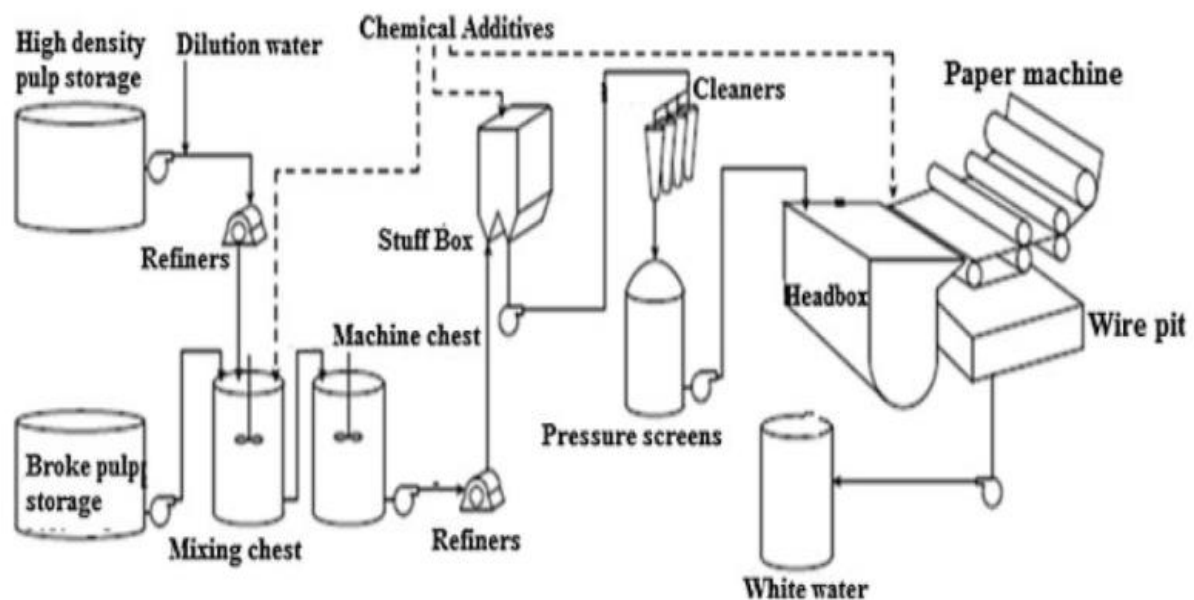 Chemical Additives
High density
pulp storage
Dilution water
Paper machine
Cleaners
Stuff Box
Refiners
Headbox
Machine chest
Wire pit
Pressure screens
Broke pulp
storage
Refiners
Mixing chest
White water